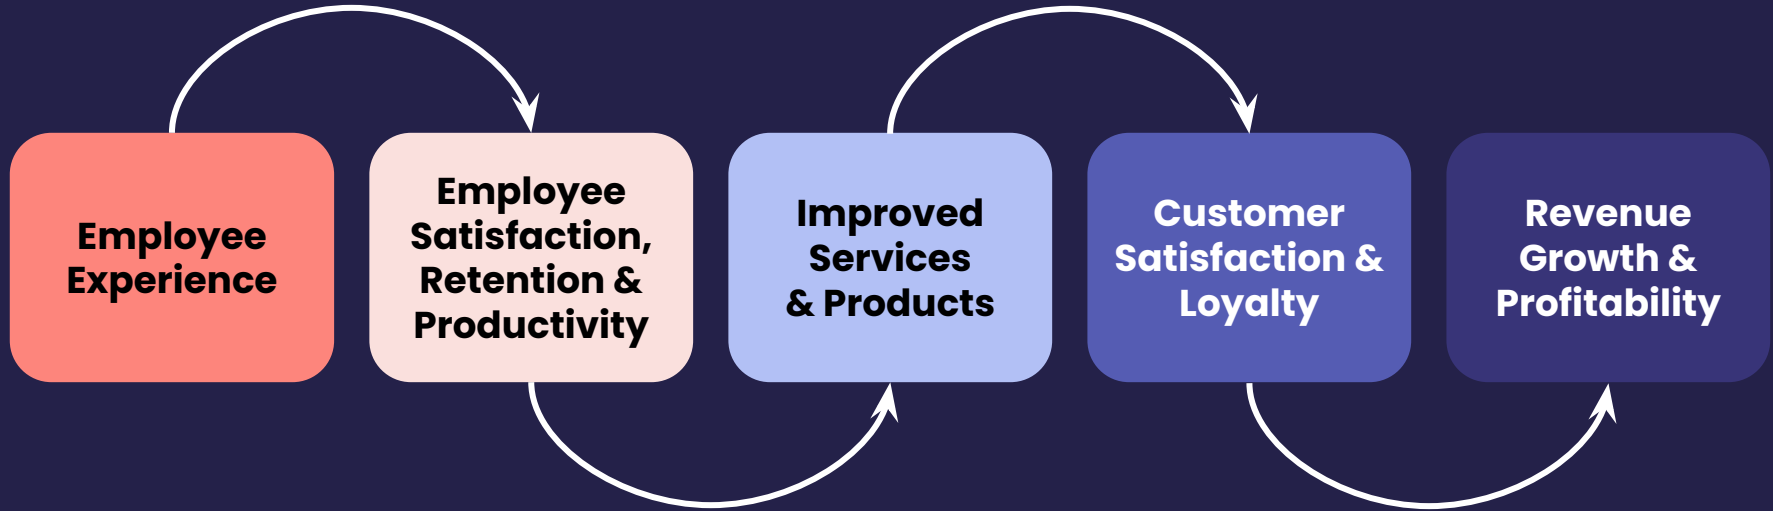 Employee
Experience
Employee
Satisfaction,
Retention &
Productivity
Improved
Services
& Products
Customer
Satisfaction &
Loyalty
Revenue
Growth &
Profitability